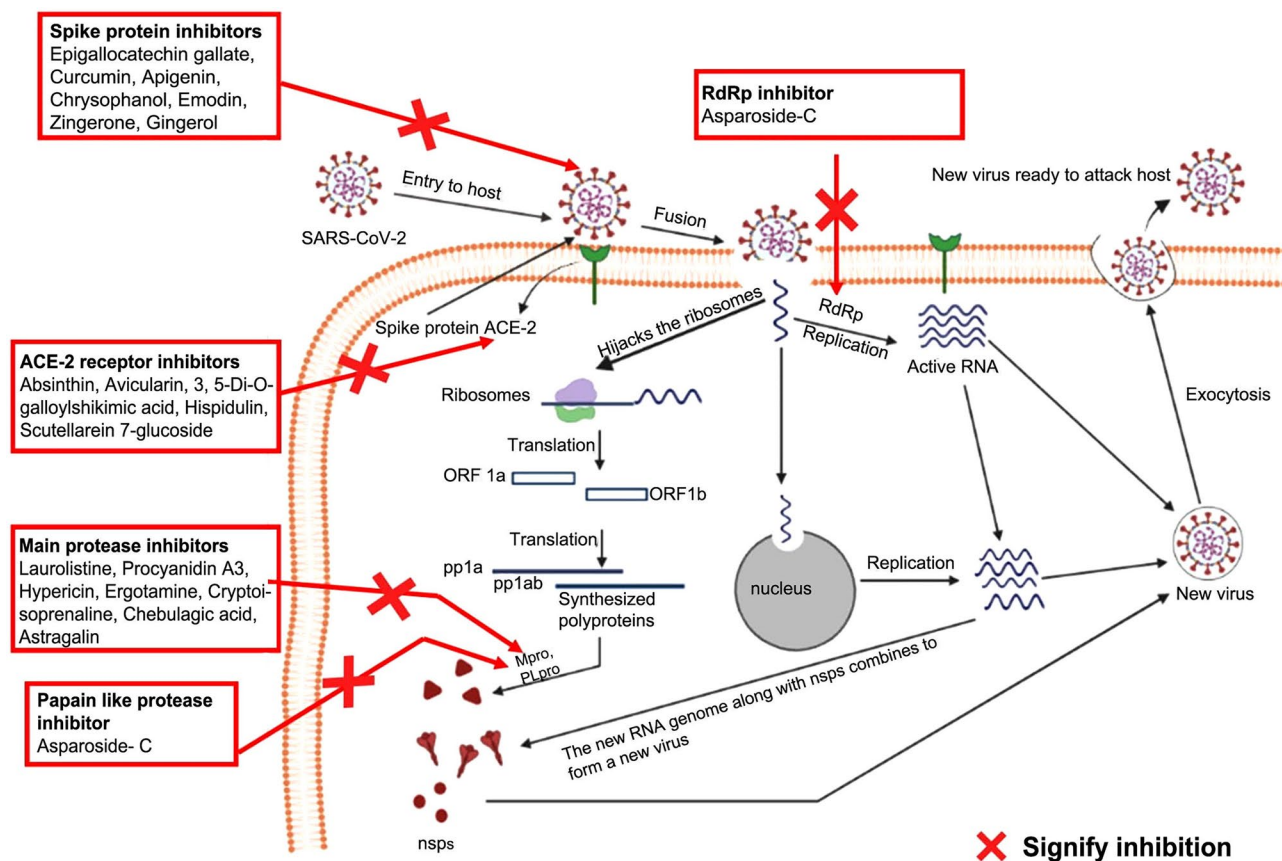 Spike protein inhibitors
Epigallocatechin gallate,
Curcumin, Apigenin,
Chrysophanol, Emodin,
Zingerone, Gingerol
RdRp inhibitor
Asparoside-C
New virus ready to attack host
Entry to host
Fusion
SARS-CoV-2
Spike protein ACE-2
Hijacks the ribosomes
RdRp
Replication
Active RNA
ACE-2 receptor inhibitors
Absinthin, Avicularin, 3, 5-Di-O-
galloylshikimic acid, Hispidulin,
Scutellarein 7-glucoside
Ribosomes
Exocytosis
Translation
ORF 1a
ORF1b
Main protease inhibitors
Laurolistine, Procyanidin A3,
Hypericin, Ergotamine, Cryptoi-
soprenaline, Chebulagic acid,
Astragalin
Translation
pp1a
pp1ab
Synthesized
polyproteins
nucleus
Replication
New virus
Mpro,
PLpro
Papain like protease
inhibitor
Asparoside- C
The new RNA genome along with nsps combines to
form a new virus
nsps
Signify inhibition